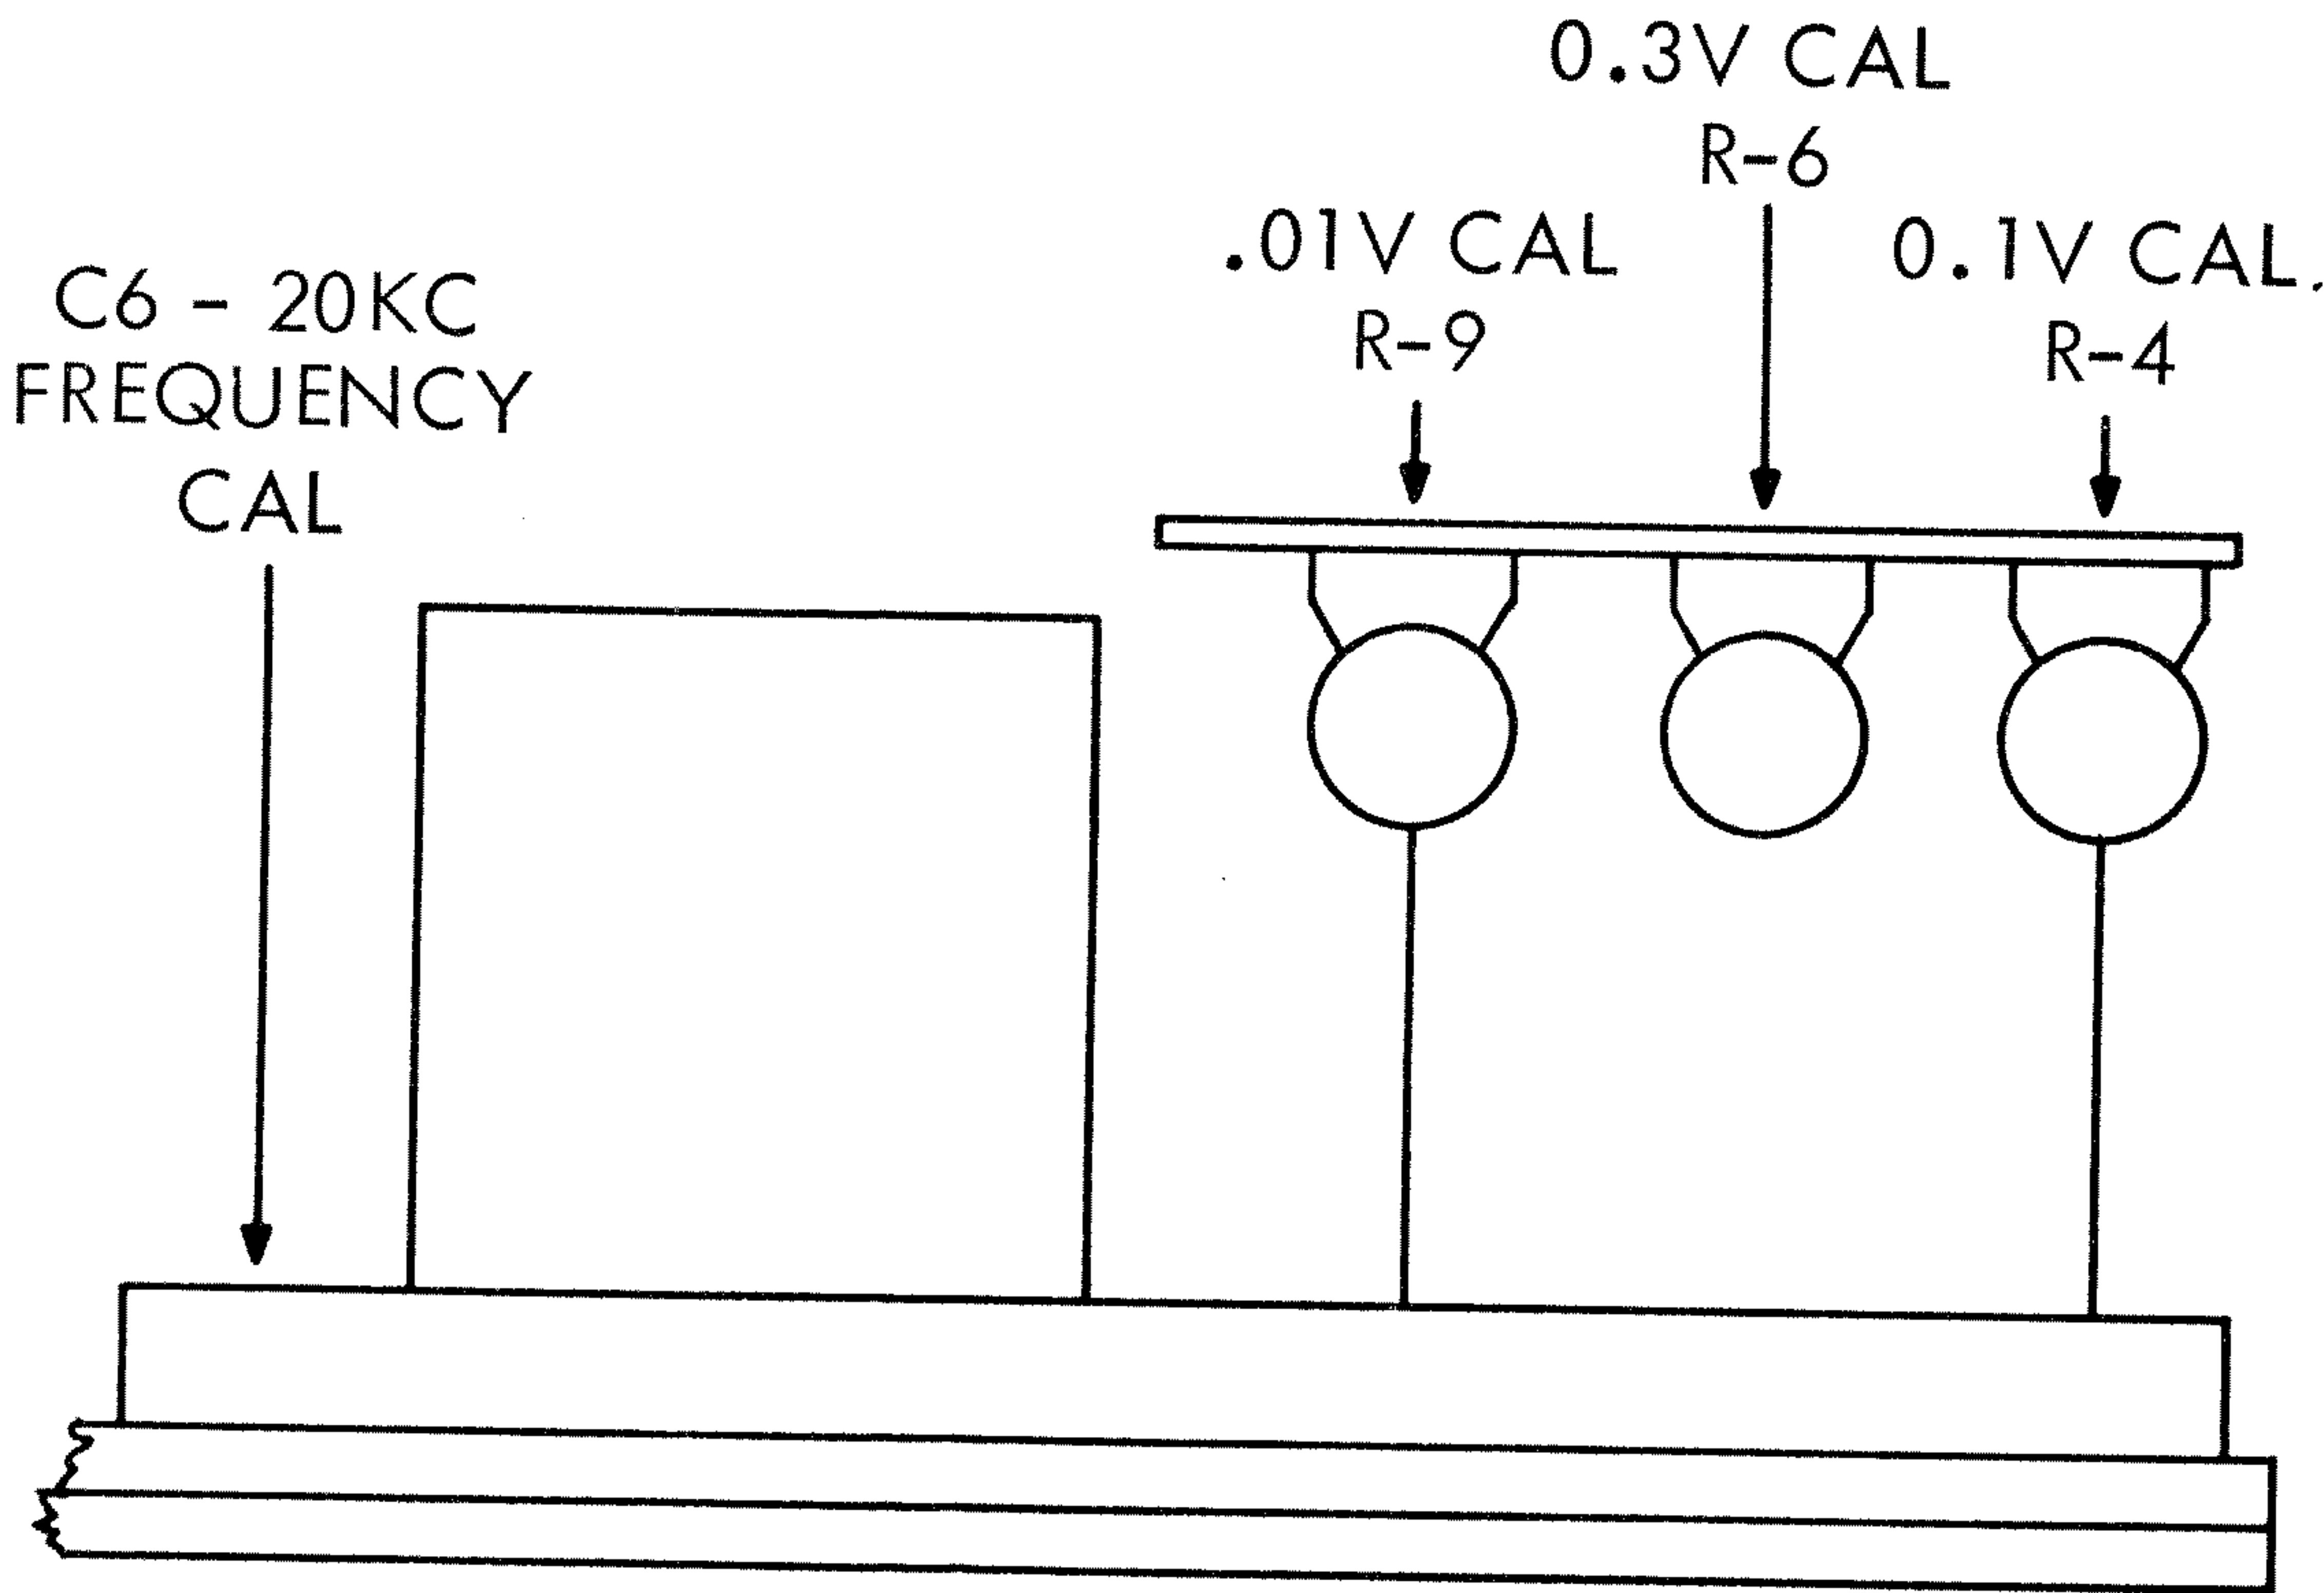 C6 - 20KC
FREQUENCY
CAL
.01V CAL
R-9
0.3V CAL
R-6
0.1V CAL.
R-4